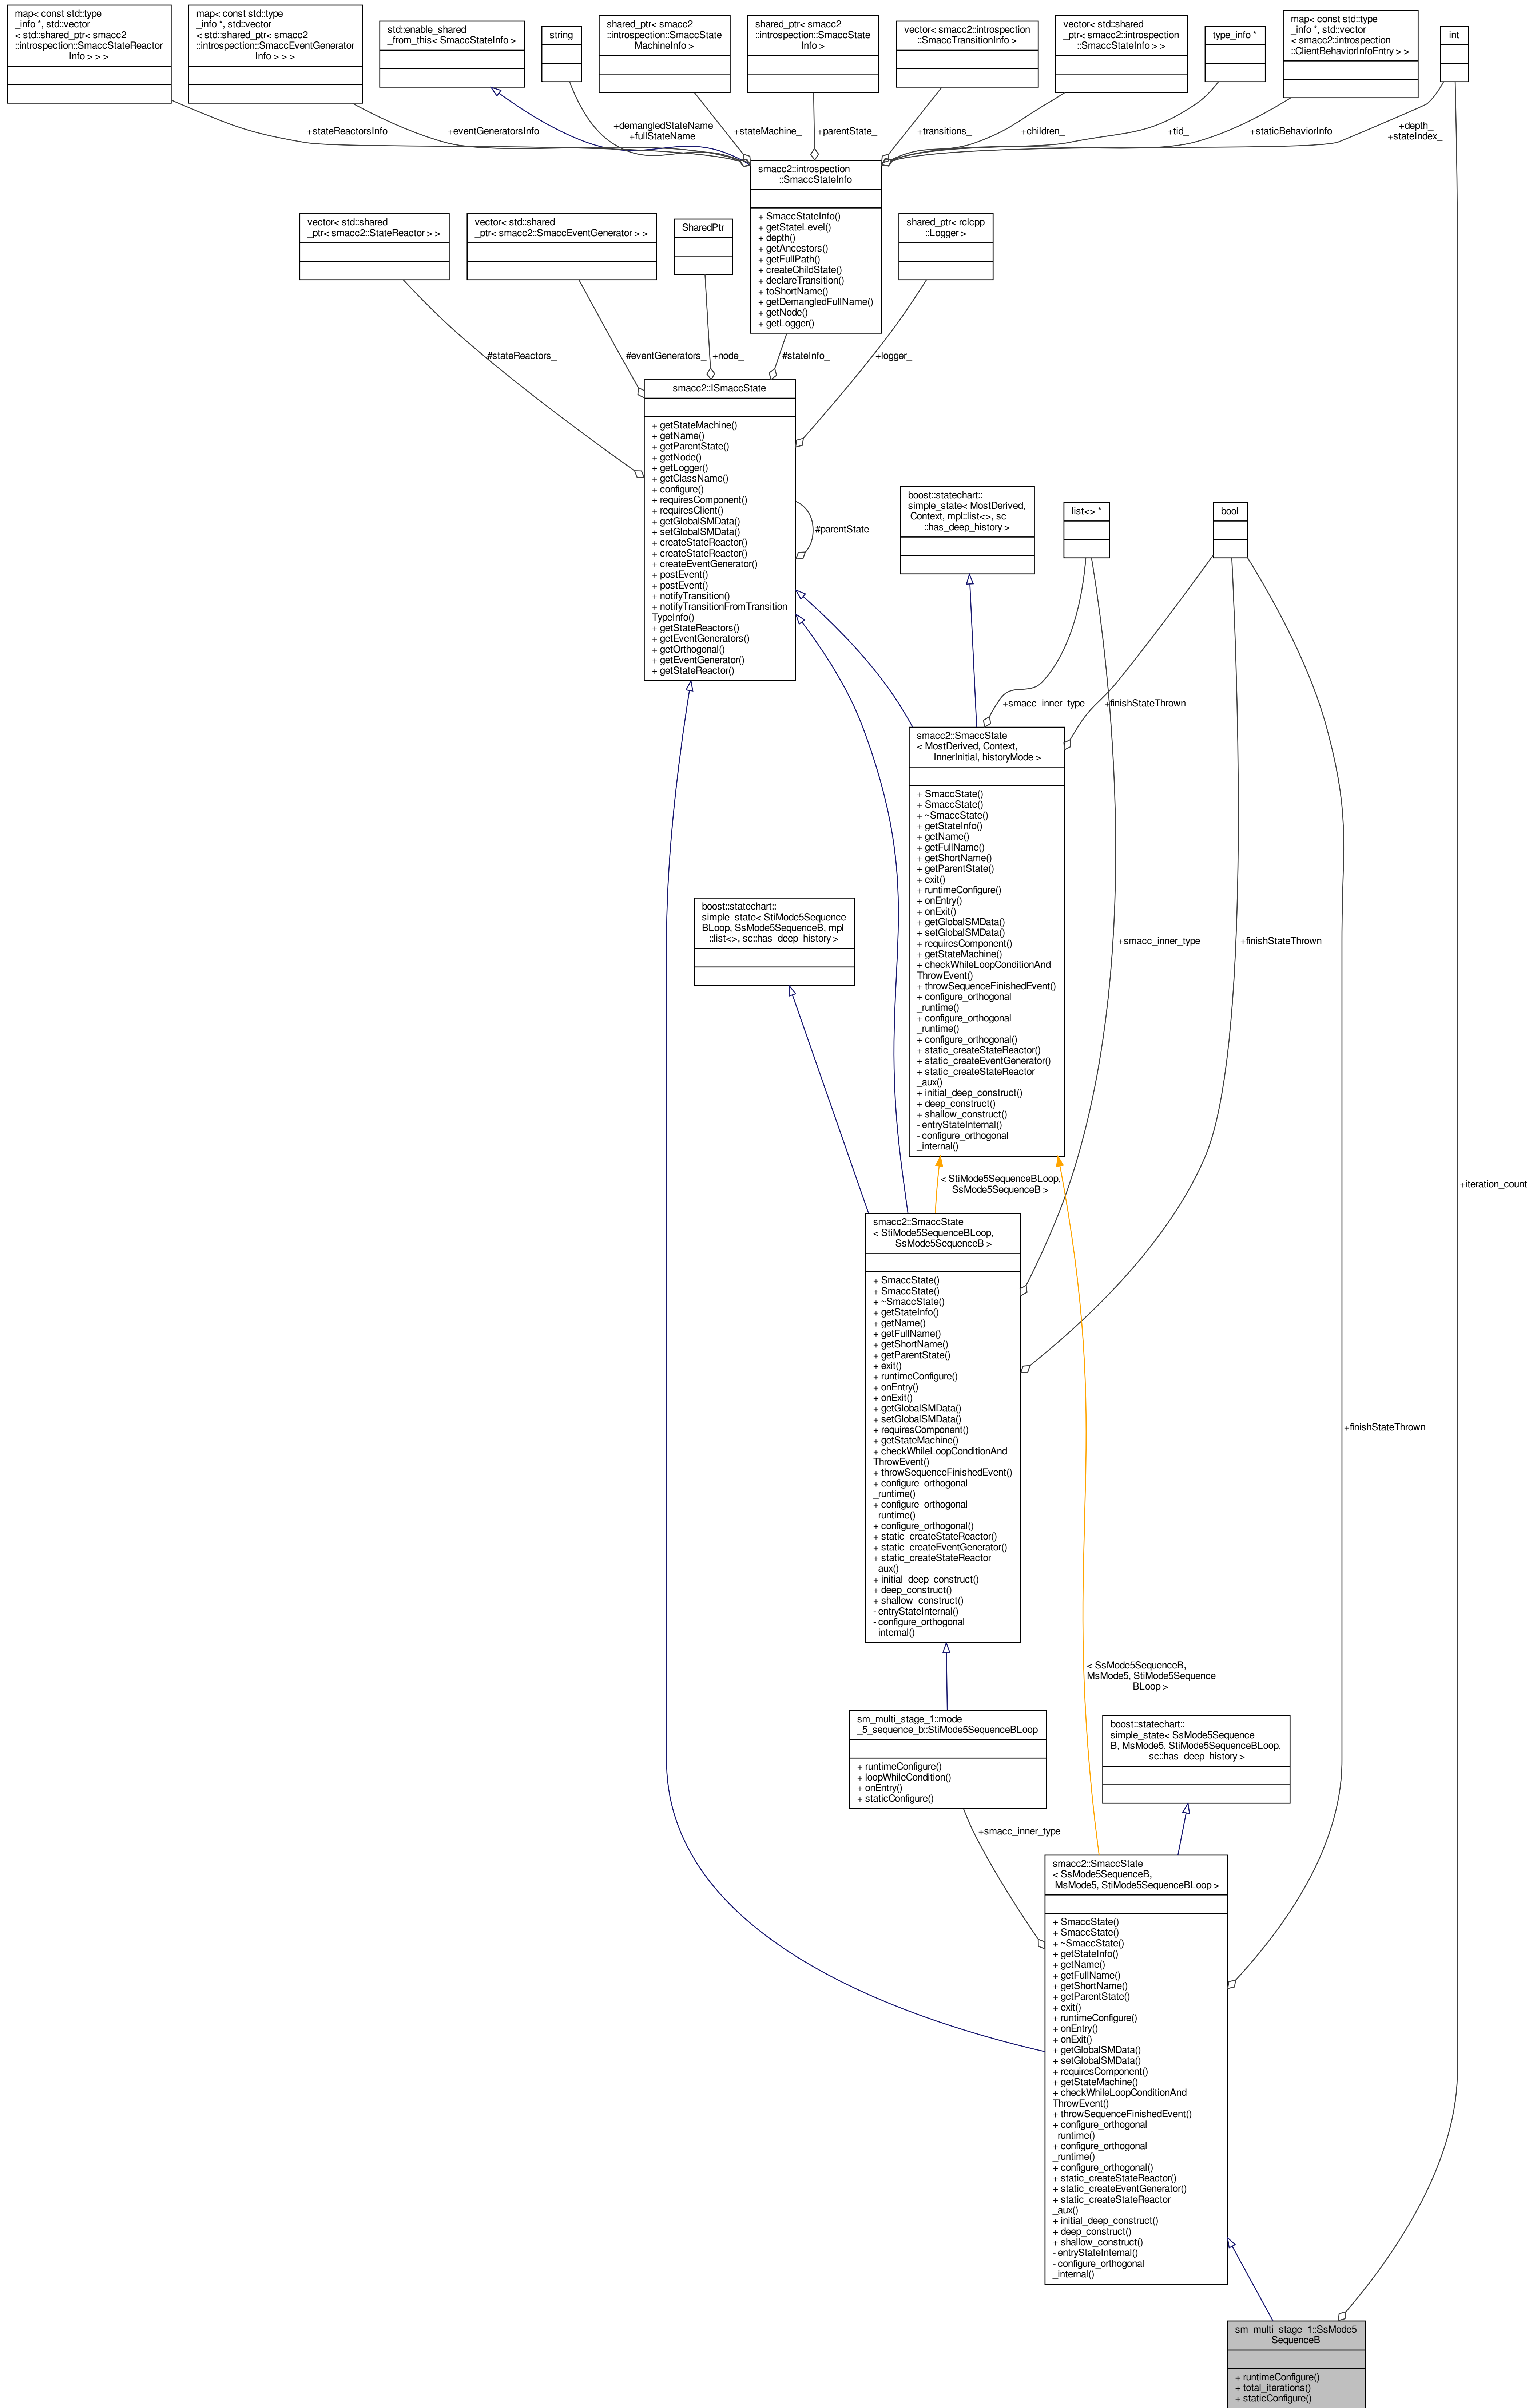 map< const std::type
_info *, std::vector
< std::shared_ptr< smacc2
::introspection::SmaccStateReactor
Info > > >
map< const std::type
_info *, std::vector
< std::shared_ptr< smacc2
::introspection::SmaccEventGenerator
Info > > >
std::enable_shared
_from_this< SmaccStateInfo >
string
shared_ptr< smacc2
::introspection::SmaccState
MachineInfo >
shared_ptr< smacc2
::introspection::SmaccState
Info >
vector< smacc2::introspection
::SmaccTransitionInfo >
vector< std::shared
_ptr< smacc2::introspection
::SmaccStateInfo > >
type_info *
map< const std::type
_info *, std::vector
< smacc2::introspection
::ClientBehaviorInfoEntry > >
int
+stateReactorsInfo
+eventGeneratorsInfo
+demangledStateName
+fullStateName
+stateMachine_
+parentState_
+transitions_
+children_
+tid_
+staticBehaviorInfo
+depth_
+stateIndex_
smacc2::introspection
::SmaccStateInfo
+ SmaccStateInfo()
+ getStateLevel()
+ depth()
+ getAncestors()
+ getFullPath()
+ createChildState()
+ declareTransition()
+ toShortName()
+ getDemangledFullName()
+ getNode()
+ getLogger()
vector< std::shared
_ptr< smacc2::StateReactor > >
vector< std::shared
_ptr< smacc2::SmaccEventGenerator > >
SharedPtr
shared_ptr< rclcpp
::Logger >
#stateReactors_
#eventGenerators_
+node_
#stateInfo_
+logger_
smacc2::ISmaccState
+ getStateMachine()
+ getName()
+ getParentState()
+ getNode()
+ getLogger()
+ getClassName()
+ configure()
+ requiresComponent()
+ requiresClient()
+ getGlobalSMData()
+ setGlobalSMData()
+ createStateReactor()
+ createStateReactor()
+ createEventGenerator()
+ postEvent()
+ postEvent()
+ notifyTransition()
+ notifyTransitionFromTransition
TypeInfo()
+ getStateReactors()
+ getEventGenerators()
+ getOrthogonal()
+ getEventGenerator()
+ getStateReactor()
#parentState_
boost::statechart::
simple_state< MostDerived,
Context, mpl::list<>, sc
::has_deep_history >
list<> *
bool
+smacc_inner_type
+finishStateThrown
smacc2::SmaccState
< MostDerived, Context,
InnerInitial, historyMode >
+ SmaccState()
+ SmaccState()
+ ~SmaccState()
+ getStateInfo()
+ getName()
+ getFullName()
+ getShortName()
+ getParentState()
+ exit()
+ runtimeConfigure()
+ onEntry()
+ onExit()
+ getGlobalSMData()
+ setGlobalSMData()
+ requiresComponent()
+ getStateMachine()
+ checkWhileLoopConditionAnd
ThrowEvent()
+ throwSequenceFinishedEvent()
+ configure_orthogonal
_runtime()
+ configure_orthogonal
_runtime()
+ configure_orthogonal()
+ static_createStateReactor()
+ static_createEventGenerator()
+ static_createStateReactor
_aux()
+ initial_deep_construct()
+ deep_construct()
+ shallow_construct()
- entryStateInternal()
- configure_orthogonal
_internal()
boost::statechart::
simple_state< StiMode5Sequence
BLoop, SsMode5SequenceB, mpl
::list<>, sc::has_deep_history >
+smacc_inner_type
+finishStateThrown
< StiMode5SequenceBLoop,
SsMode5SequenceB >
+iteration_count
smacc2::SmaccState
< StiMode5SequenceBLoop,
SsMode5SequenceB >
+ SmaccState()
+ SmaccState()
+ ~SmaccState()
+ getStateInfo()
+ getName()
+ getFullName()
+ getShortName()
+ getParentState()
+ exit()
+ runtimeConfigure()
+ onEntry()
+ onExit()
+ getGlobalSMData()
+ setGlobalSMData()
+ requiresComponent()
+ getStateMachine()
+ checkWhileLoopConditionAnd
ThrowEvent()
+ throwSequenceFinishedEvent()
+ configure_orthogonal
_runtime()
+ configure_orthogonal
_runtime()
+ configure_orthogonal()
+ static_createStateReactor()
+ static_createEventGenerator()
+ static_createStateReactor
_aux()
+ initial_deep_construct()
+ deep_construct()
+ shallow_construct()
- entryStateInternal()
- configure_orthogonal
_internal()
+finishStateThrown
< SsMode5SequenceB,
MsMode5, StiMode5Sequence
BLoop >
sm_multi_stage_1::mode
_5_sequence_b::StiMode5SequenceBLoop
+ runtimeConfigure()
+ loopWhileCondition()
+ onEntry()
+ staticConfigure()
boost::statechart::
simple_state< SsMode5Sequence
B, MsMode5, StiMode5SequenceBLoop,
sc::has_deep_history >
+smacc_inner_type
smacc2::SmaccState
< SsMode5SequenceB,
MsMode5, StiMode5SequenceBLoop >
+ SmaccState()
+ SmaccState()
+ ~SmaccState()
+ getStateInfo()
+ getName()
+ getFullName()
+ getShortName()
+ getParentState()
+ exit()
+ runtimeConfigure()
+ onEntry()
+ onExit()
+ getGlobalSMData()
+ setGlobalSMData()
+ requiresComponent()
+ getStateMachine()
+ checkWhileLoopConditionAnd
ThrowEvent()
+ throwSequenceFinishedEvent()
+ configure_orthogonal
_runtime()
+ configure_orthogonal
_runtime()
+ configure_orthogonal()
+ static_createStateReactor()
+ static_createEventGenerator()
+ static_createStateReactor
_aux()
+ initial_deep_construct()
+ deep_construct()
+ shallow_construct()
- entryStateInternal()
- configure_orthogonal
_internal()
sm_multi_stage_1::SsMode5
SequenceB
+ runtimeConfigure()
+ total_iterations()
+ staticConfigure()